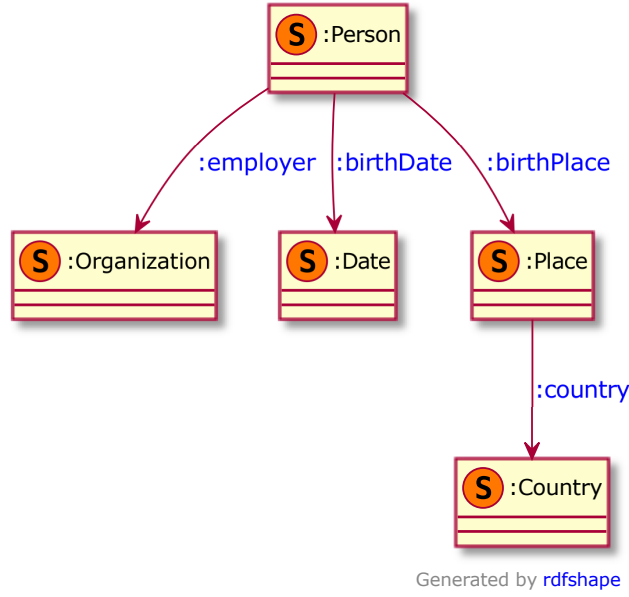 S :Person
:employer :birthDate :birthPlace
S :Organization S :Date S :Place
:country
S :Country
Generated by rdfshape